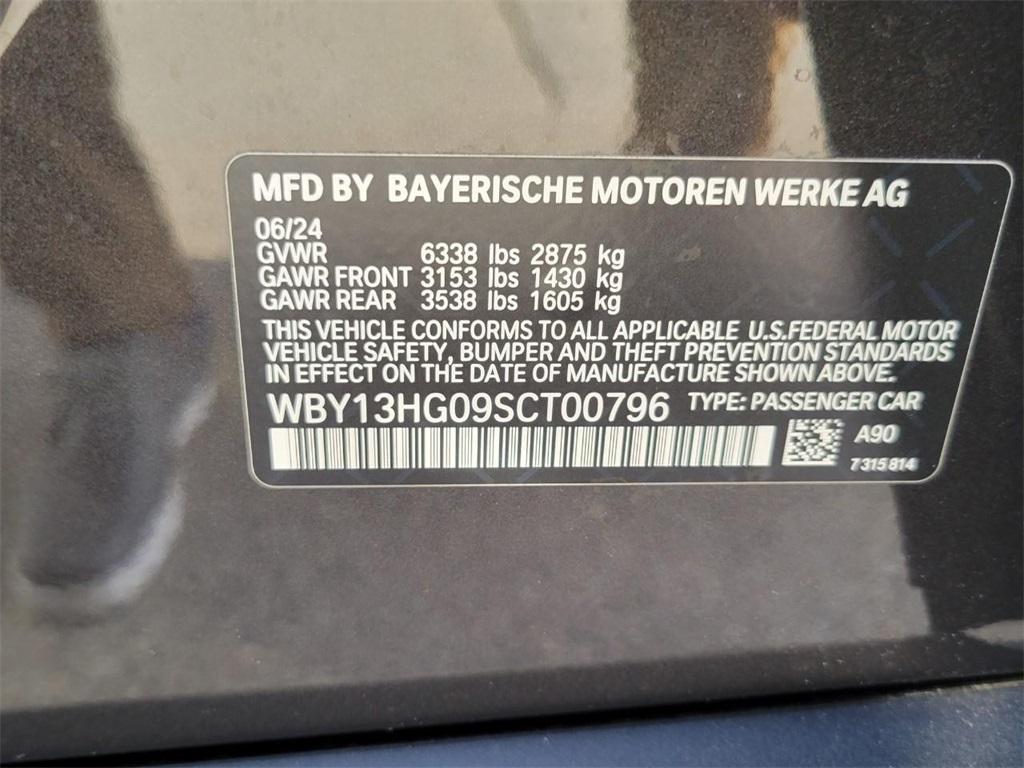 MFD BY BAYERISCHE MOTOREN WERKE AG
06/24
GVWR 6338 lbs 2875 kg
GAWR FRONT 3153 lbs 1430 kg
GAWR REAR 3538 lbs 1605 kg
THIS VEHICLE CONFORMS TO ALL APPLICABLE U.S.FEDERAL MOTOR
VEHICLE SAFETY, BUMPER AND THEFT PREVENTION STANDARDS
IN EFFECT ON THE DATE OF MANUFACTURE SHOWN ABOVE.
WBY13HG09SCT00796 TYPE: PASSENGER CAR
A90
7 315 814